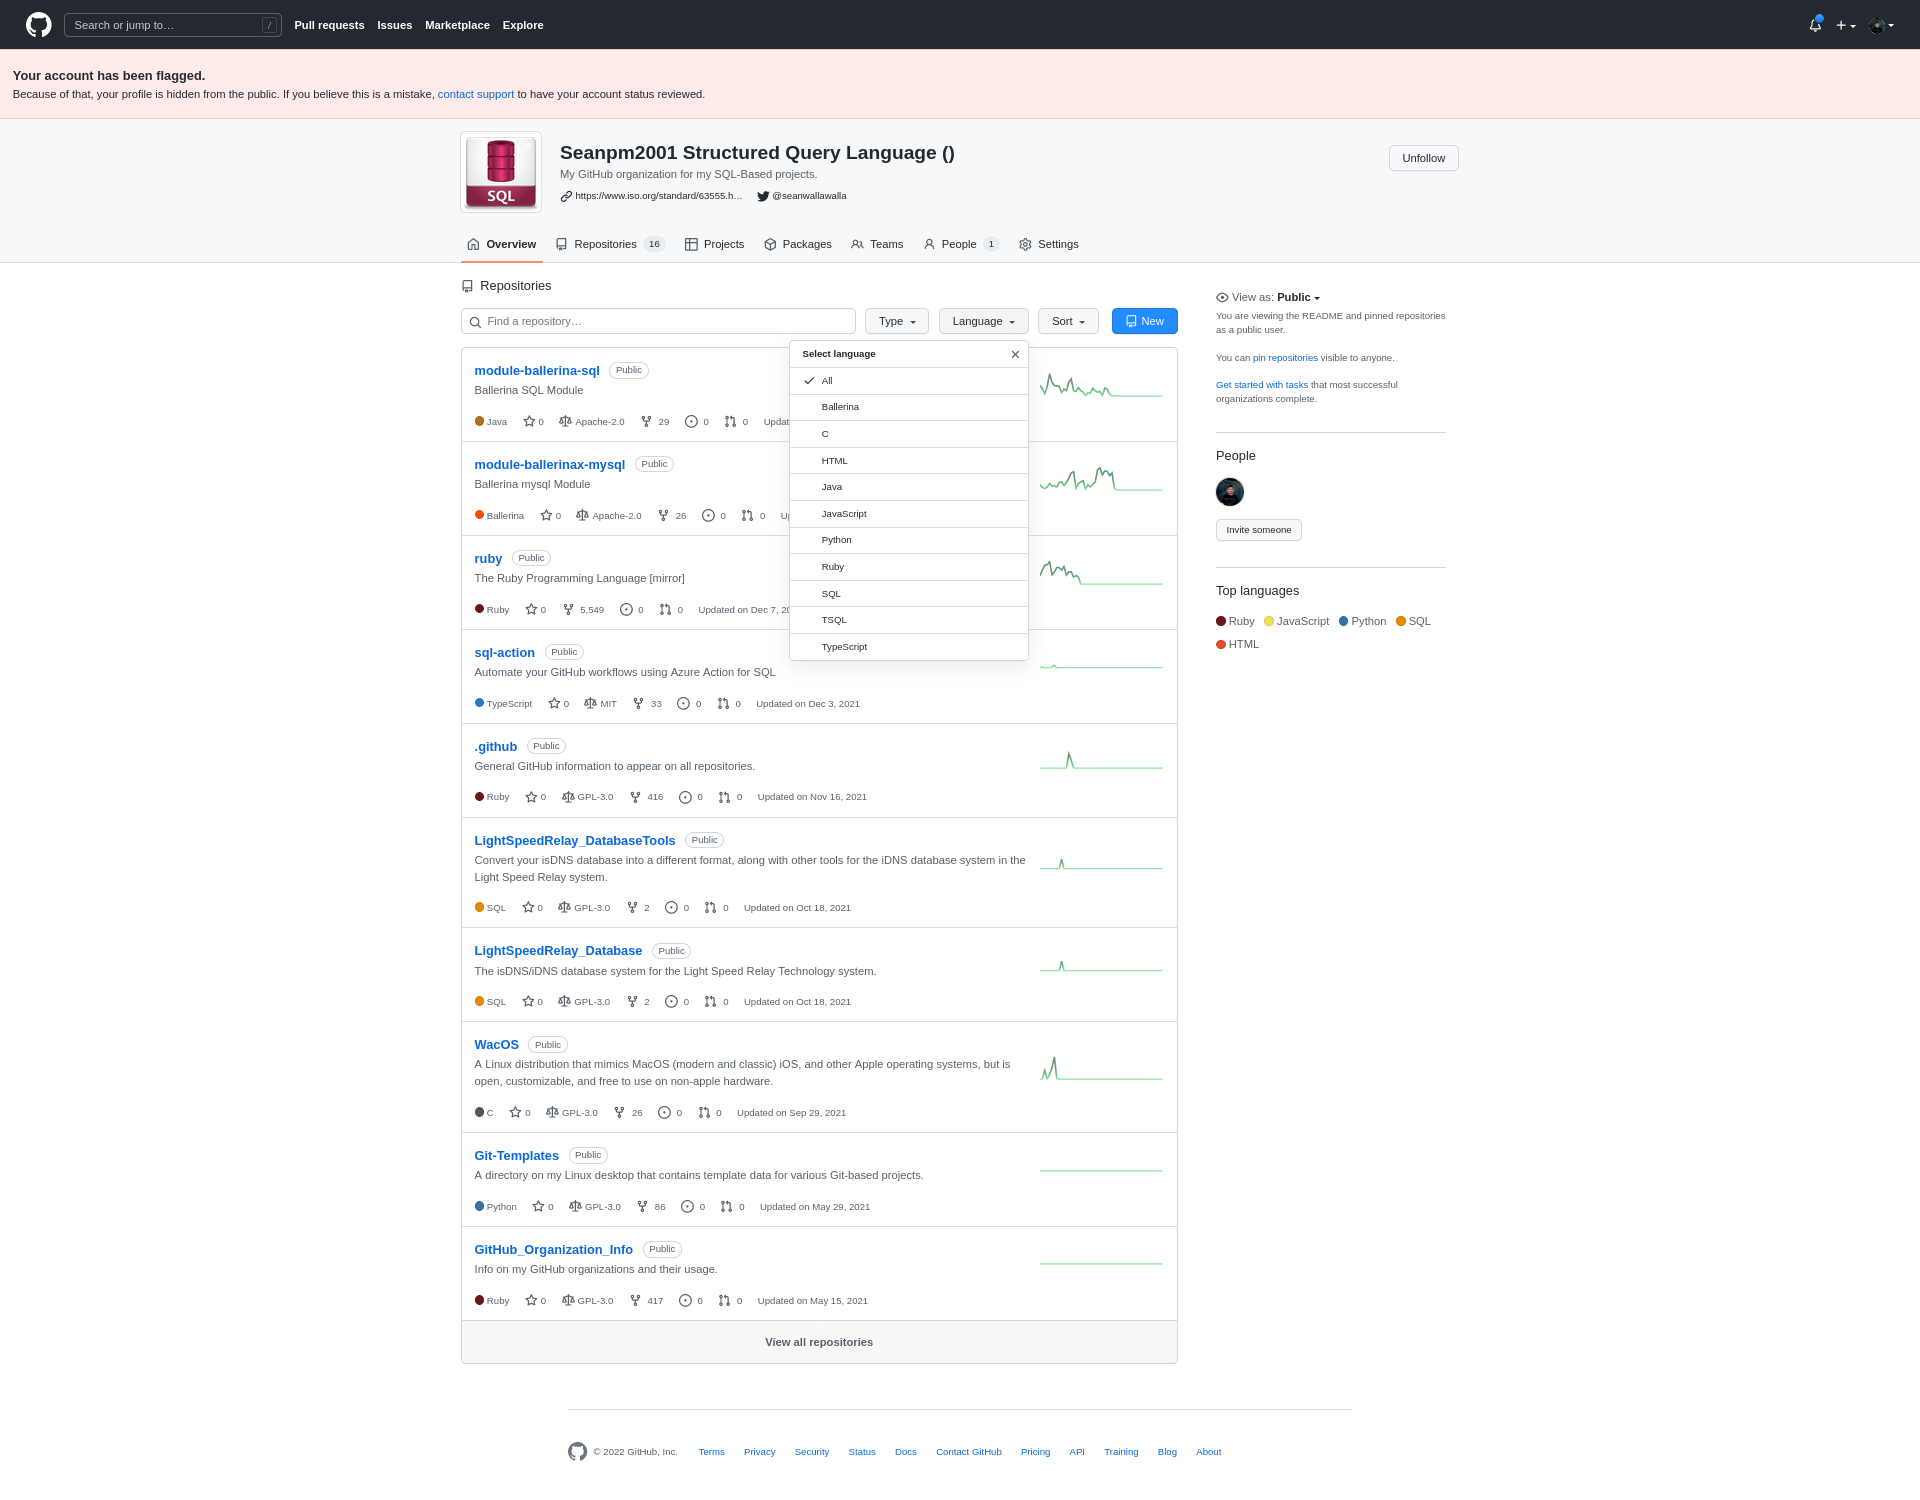 Search or jump to… /
Pull requests Issues Marketplace Explore
Your account has been flagged.
Because of that, your profile is hidden from the public. If you believe this is a mistake, contact support to have your account status reviewed.
SQL
Seanpm2001 Structured Query Language ()
My GitHub organization for my SQL-Based projects.
https://www.iso.org/standard/63555.h… @seanwallawalla
Unfollow
Overview Repositories 16 Projects Packages Teams People 1 Settings
Repositories
Find a repository… Type Language Sort New
Select language
All
Ballerina
C
HTML
Java
JavaScript
Python
Ruby
SQL
TSQL
TypeScript
module-ballerina-sql Public
Ballerina SQL Module
Java 0 Apache-2.0 29 0 0 Updat
module-ballerinax-mysql Public
Ballerina mysql Module
Ballerina 0 Apache-2.0 26 0 0 Up
ruby Public
The Ruby Programming Language [mirror]
Ruby 0 5,549 0 0 Updated on Dec 7, 20
sql-action Public
Automate your GitHub workflows using Azure Action for SQL
TypeScript 0 MIT 33 0 0 Updated on Dec 3, 2021
.github Public
General GitHub information to appear on all repositories.
Ruby 0 GPL-3.0 416 0 0 Updated on Nov 16, 2021
LightSpeedRelay_DatabaseTools Public
Convert your isDNS database into a different format, along with other tools for the iDNS database system in the
Light Speed Relay system.
SQL 0 GPL-3.0 2 0 0 Updated on Oct 18, 2021
LightSpeedRelay_Database Public
The isDNS/iDNS database system for the Light Speed Relay Technology system.
SQL 0 GPL-3.0 2 0 0 Updated on Oct 18, 2021
WacOS Public
A Linux distribution that mimics MacOS (modern and classic) iOS, and other Apple operating systems, but is
open, customizable, and free to use on non-apple hardware.
C 0 GPL-3.0 26 0 0 Updated on Sep 29, 2021
Git-Templates Public
A directory on my Linux desktop that contains template data for various Git-based projects.
Python 0 GPL-3.0 86 0 0 Updated on May 29, 2021
GitHub_Organization_Info Public
Info on my GitHub organizations and their usage.
Ruby 0 GPL-3.0 417 0 0 Updated on May 15, 2021
View all repositories
View as: Public
You are viewing the README and pinned repositories
as a public user.
You can pin repositories visible to anyone.
Get started with tasks that most successful
organizations complete.
People
Invite someone
Top languages
Ruby JavaScript Python SQL
HTML
© 2022 GitHub, Inc. Terms Privacy Security Status Docs Contact GitHub Pricing API Training Blog About